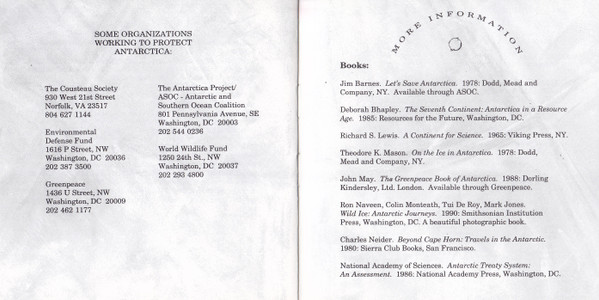 SOME ORGANIZATIONS
WORKING TO PROTECT
ANTARCTICA:
The Cousteau Society
930 West 21st Street
Norfolk, VA 23517
804 627 1144
Environmental
Defense Fund
1616 P Street, NW
Washington, DC 20036
202 387 3500
Greenpeace
1436 U Street, NW
Washington, DC 20009
202 462 1177
The Antarctica Project/
ASOC - Antarctic and
Southern Ocean Coalition
801 Pennsylvania Avenue, SE
Washington, DC 20003
202 544 0236
World Wildlife Fund
1250 24th St., NW
Washington, DC 20037
202 293 4800
MORE INFORMATION
Books:
Jim Barnes. Let's Save Antarctica. 1978: Dodd, Mead and
Company, NY. Available through ASOC.
Deborah Bhapley. The Seventh Continent: Antarctica in a Resource
Age. 1985: Resources for the Future, Washington, DC.
Richard S. Lewis. A Continent for Science. 1965: Viking Press, NY.
Theodore K. Mason. On the Ice in Antarctica. 1978: Dodd,
Mead and Company, NY.
John May. The Greenpeace Book of Antarctica. 1988: Dorling
Kindersley, Ltd. London. Available through Greenpeace.
Ron Naveen, Colin Monteath, Tui De Roy, Mark Jones.
Wild Ice: Antarctic Journeys. 1990: Smithsonian Institution
Press, Washington, DC. A beautiful photographic book.
Charles Neider. Beyond Cape Horn: Travels in the Antarctic.
1980: Sierra Club Books, San Francisco.
National Academy of Sciences. Antarctic Treaty System:
An Assessment. 1986: National Academy Press, Washington, DC.